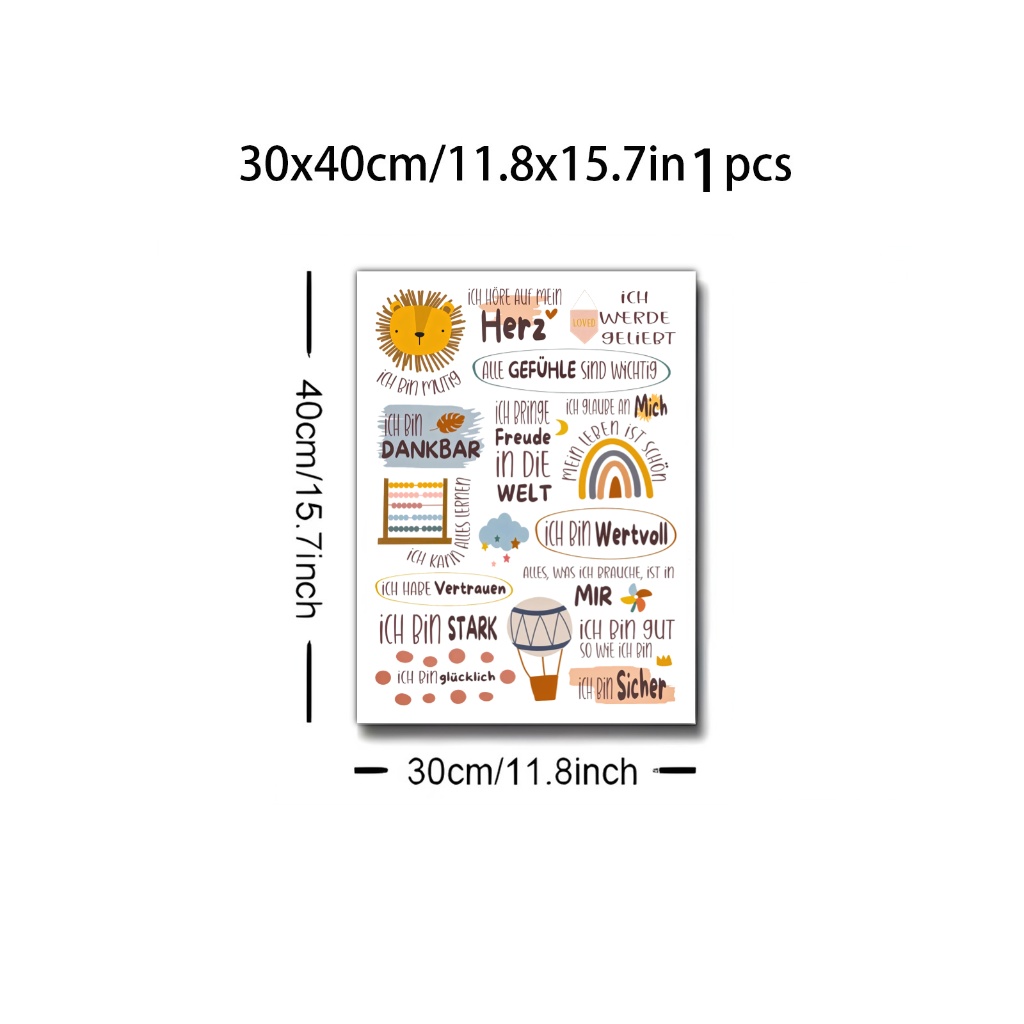 30x40cm/11.8x15.7in 1pcs
ICH HÖRE AUF MEIN
Herz
LOVED
ICH
WERDE
GELIEBT
ICH BIN MUTIG
ALLE GEFÜHLE SIND WICHTIG
ICH BIN
DANKBAR
ICH BRINGE
Freude
IN DIE
WELT
ICH GLAUBE AN Mich
MEIN LEBEN IST SCHÖN
ICH KANN ALLES LERNEN
ICH BIN Wertvoll
ICH HABE Vertrauen
ALLES, WAS ICH BRAUCHE, IST IN
MIR
ICH BIN STARK
ICH BIN GUT
SO WIE ICH BIN
ICH BIN glücklich
ICH BIN Sicher
40cm/15.7inch
30cm/11.8inch